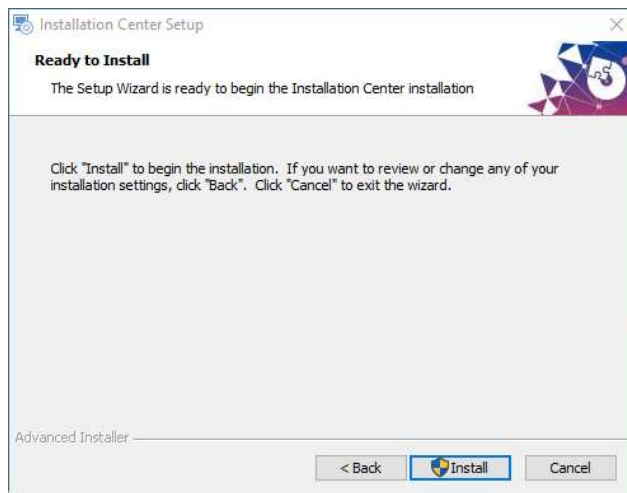 Installation Center Setup
Ready to Install
The Setup Wizard is ready to begin the Installation Center installation
Click "Install" to begin the installation. If you want to review or change any of your
installation settings, click "Back". Click "Cancel" to exit the wizard.
Advanced Installer
< Back
Install
Cancel